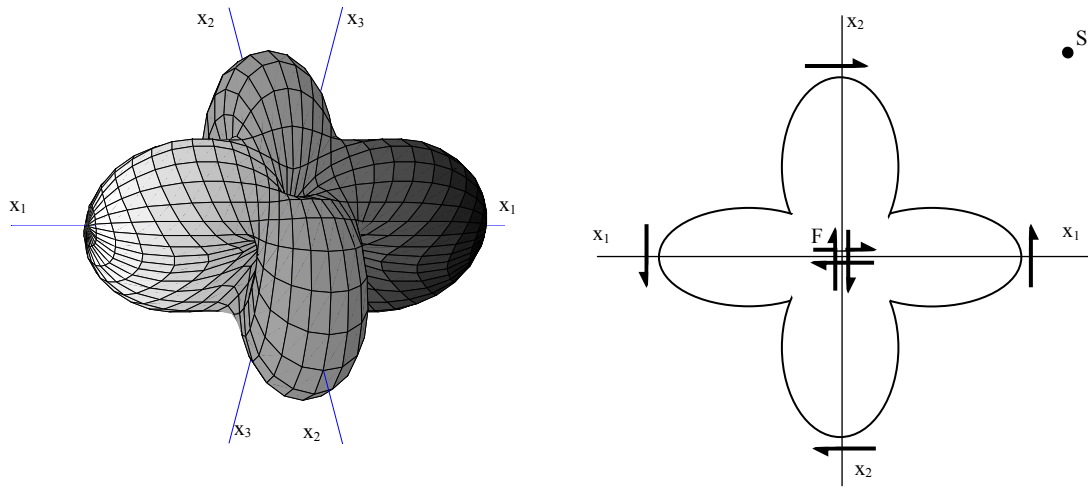 x₂ x₃
x₁ x₁
x₃ x₂
x₂
S
x₁ F x₁
x₂